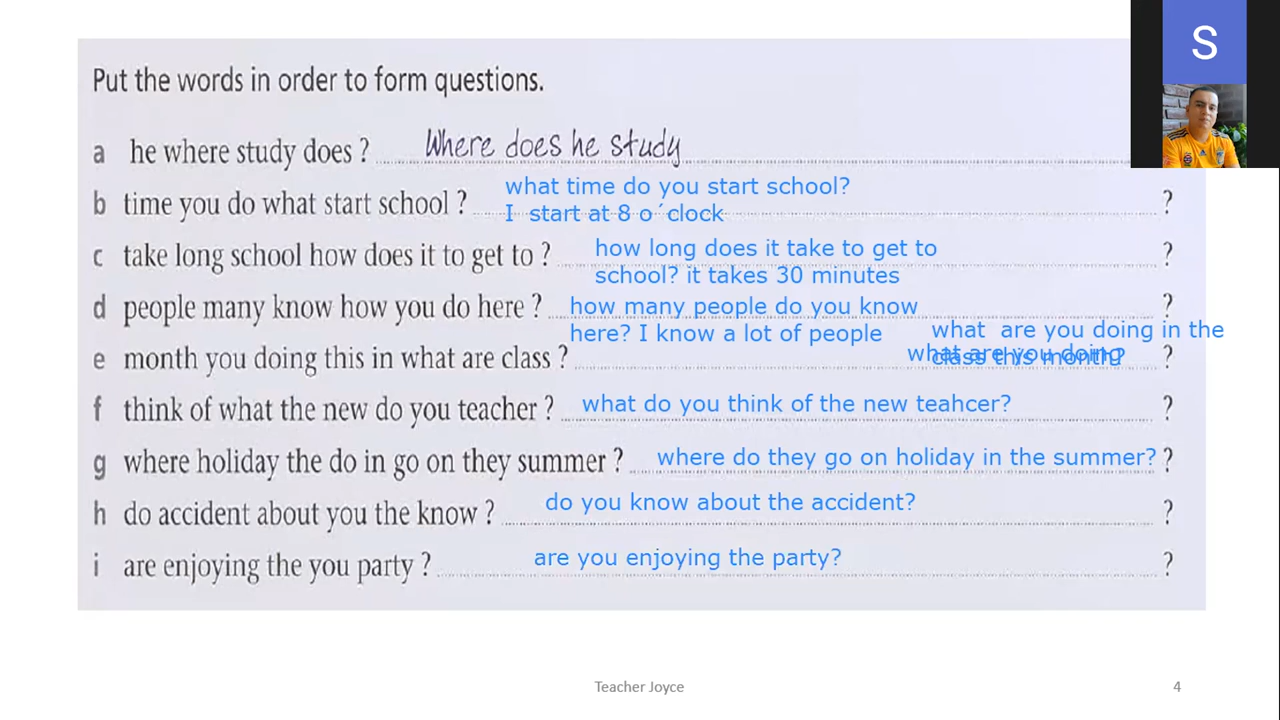 S
Put the words in order to form questions.
a he where study does ? Where does he study
b time you do what start school ? what time do you start school? ?
I start at 8 o´clock
c take long school how does it to get to ? how long does it take to get to ?
school? it takes 30 minutes
d people many know how you do here ? how many people do you know ?
here? I know a lot of people
what are you doing in the
class this month?
e month you doing this in what are class ? what are you doing ?
f think of what the new do you teacher ? what do you think of the new teahcer? ?
g where holiday the do in go on they summer ? where do they go on holiday in the summer? ?
h do accident about you the know ? do you know about the accident? ?
i are enjoying the you party ? are you enjoying the party? ?
Teacher Joyce
4